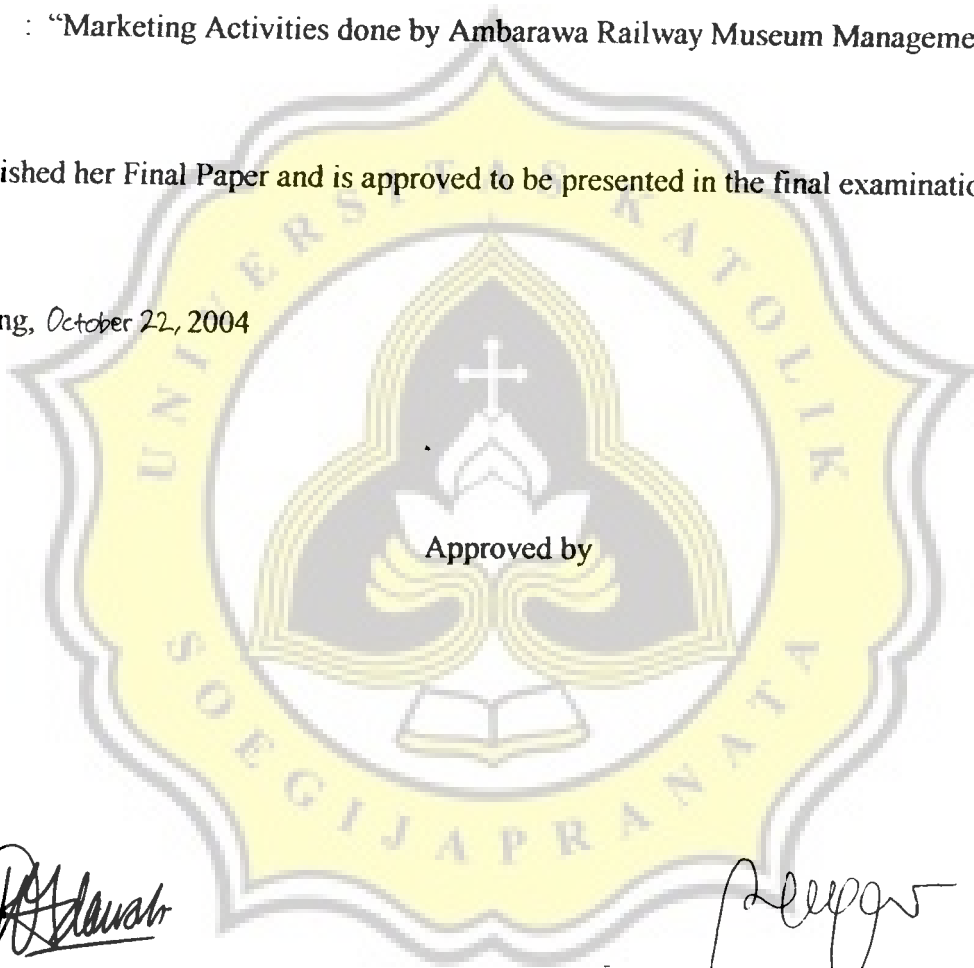 : “Marketing Activities done by Ambarawa Railway Museum Manageme
ished her Final Paper and is approved to be presented in the final examinatio
ng, October 22, 2004
UNIVERSITAS KATOLIK
Approved by
SOEGIJAPRANATA